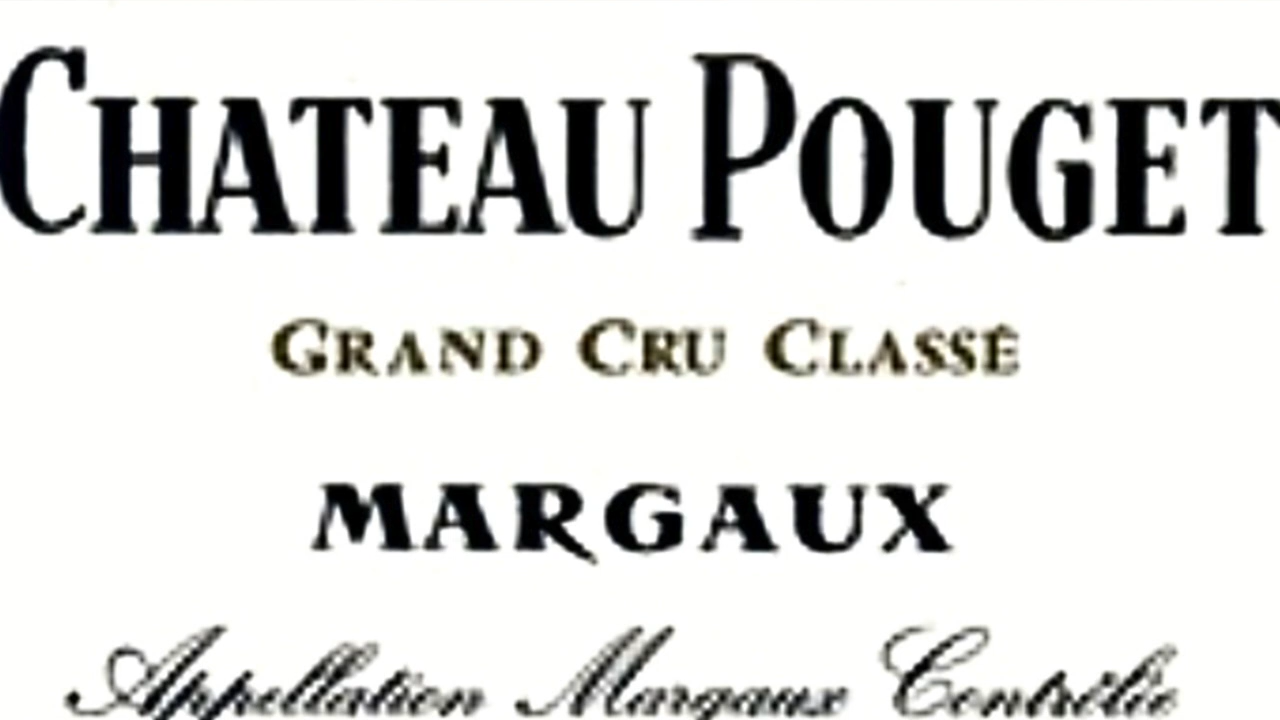 CHATEAU POUGET
GRAND CRU CLASSÉ
MARGAUX
Appellation Margaux Contrôlée